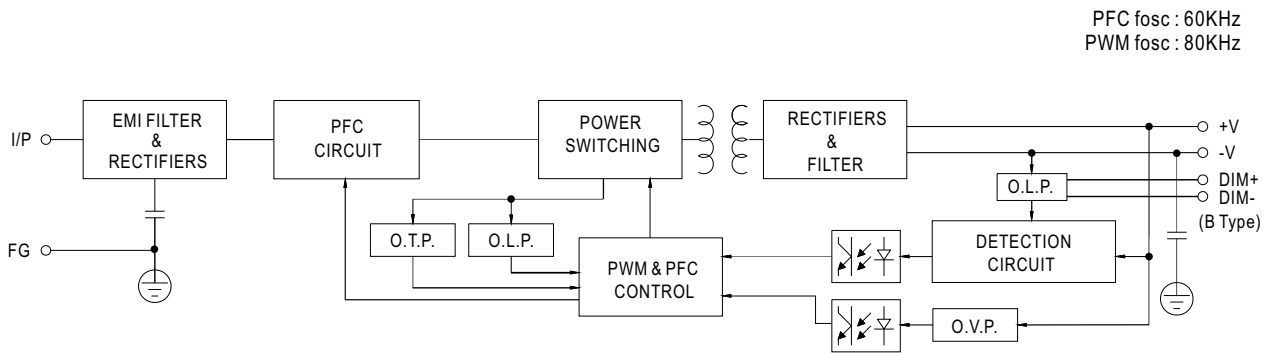 PFC fosc : 60KHz
PWM fosc : 80KHz
I/P
EMI FILTER
&
RECTIFIERS
PFC
CIRCUIT
POWER
SWITCHING
RECTIFIERS
&
FILTER
+V
-V
DIM+
DIM-
(B Type)
O.L.P.
FG
O.T.P.
O.L.P.
PWM & PFC
CONTROL
DETECTION
CIRCUIT
O.V.P.